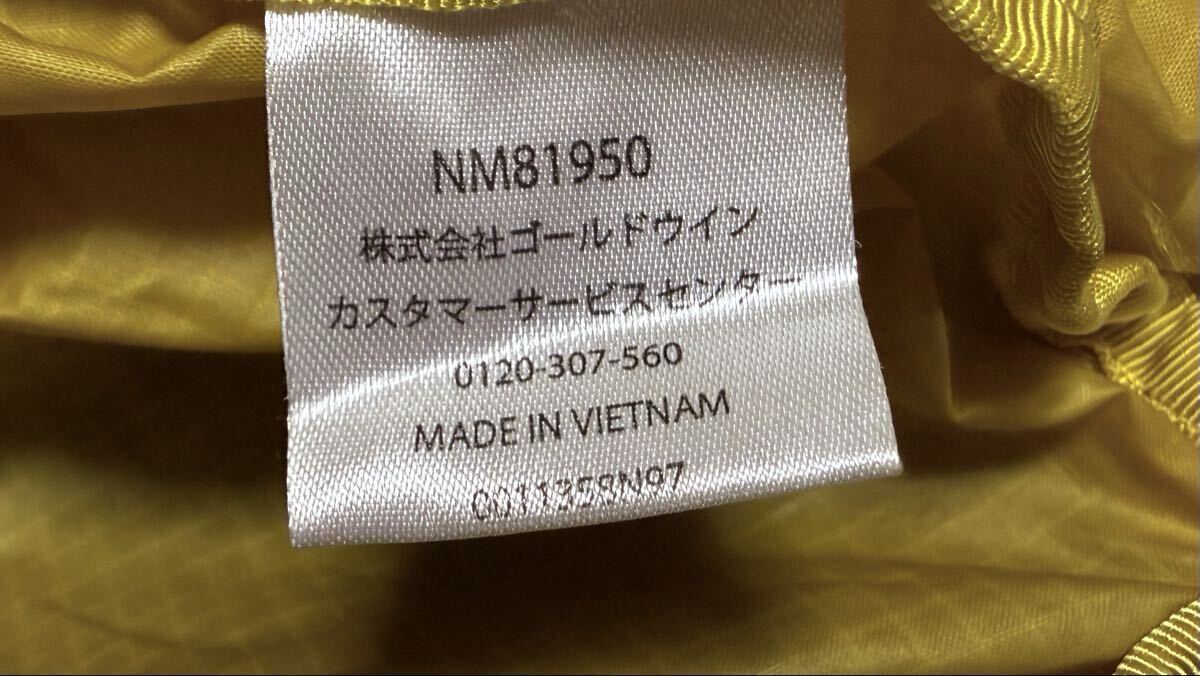 NM81950
株式会社ゴールドウイン
カスタマーサービスセンター
0120-307-560
MADE IN VIETNAM
0011358N97